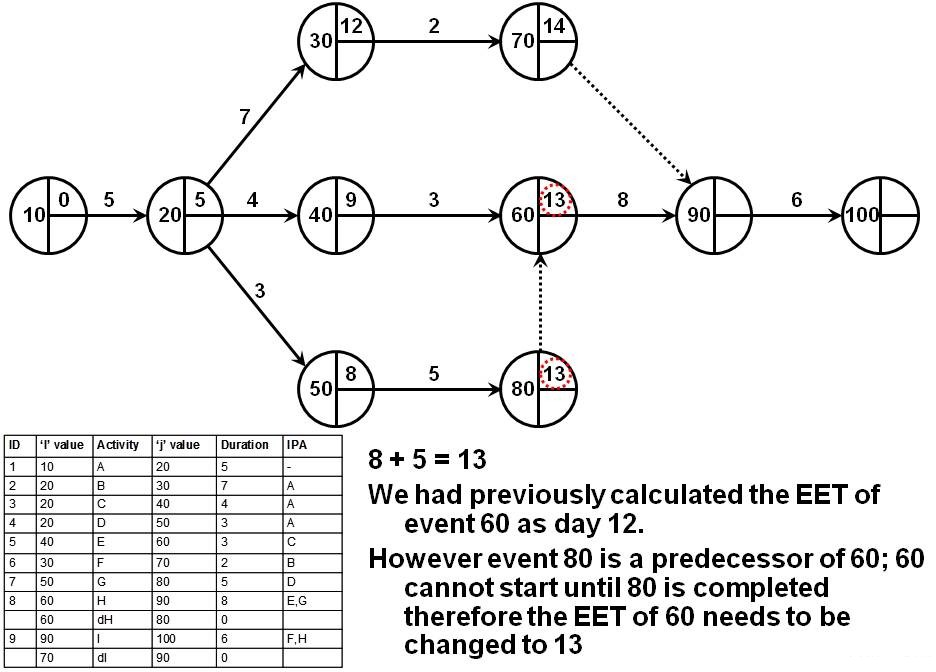 12
30
2
14
70
7
0
10
5
5
20
4
9
40
3
13
60
8
90
6
100
3
8
50
5
13
80
ID ‘I’ value Activity ‘j’ value Duration IPA
1 10 A 20 5 -
2 20 B 30 7 A
3 20 C 40 4 A
4 20 D 50 3 A
5 40 E 60 3 C
6 30 F 70 2 B
7 50 G 80 5 D
8 60 H 90 8 E,G
60 dH 80 0
9 90 I 100 6 F,H
70 dI 90 0
8 + 5 = 13
We had previously calculated the EET of
event 60 as day 12.
However event 80 is a predecessor of 60; 60
cannot start until 80 is completed
therefore the EET of 60 needs to be
changed to 13